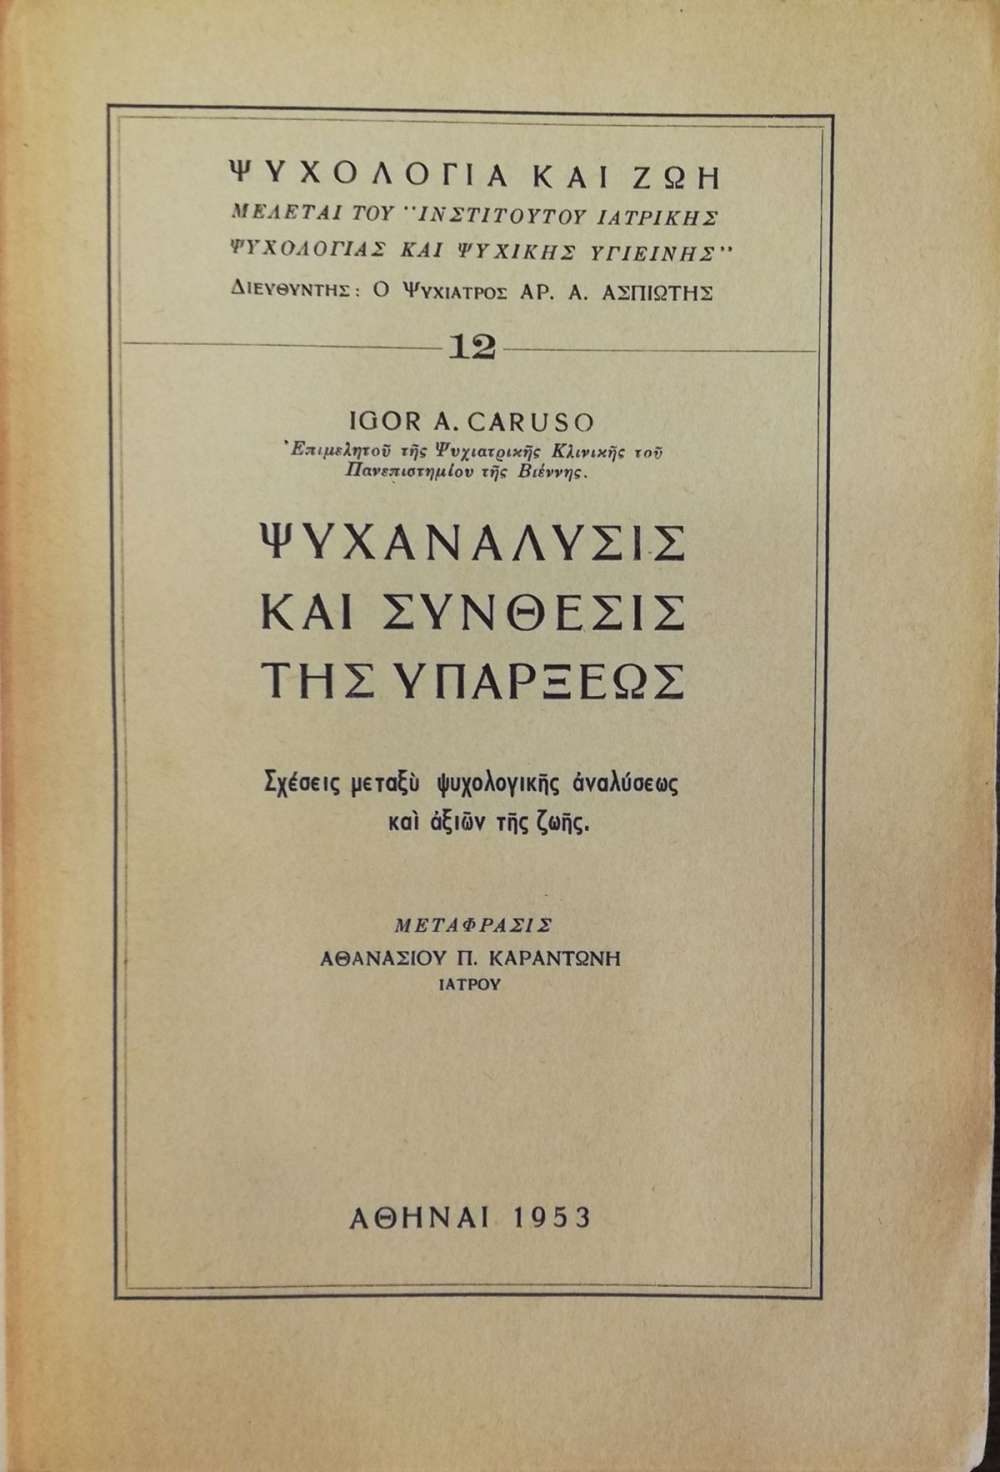 ΨΥΧΟΛΟΓΙΑ ΚΑΙ ΖΩΗ
ΜΕΛΕΤΑΙ ΤΟΥ "ΙΝΣΤΙΤΟΥΤΟΥ ΙΑΤΡΙΚΗΣ
ΨΥΧΟΛΟΓΙΑΣ ΚΑΙ ΨΥΧΙΚΗΣ ΥΓΙΕΙΝΗΣ"
ΔΙΕΥΘΥΝΤΗΣ: Ο ΨΥΧΙΑΤΡΟΣ ΑΡ. Α. ΑΣΠΙΩΤΗΣ
12
IGOR A. CARUSO
Ἐπιμελητοῦ τῆς Ψυχιατρικῆς Κλινικῆς τοῦ
Πανεπιστημίου τῆς Βιέννης.
ΨΥΧΑΝΑΛΥΣΙΣ
ΚΑΙ ΣΥΝΘΕΣΙΣ
ΤΗΣ ΥΠΑΡΞΕΩΣ
Σχέσεις μεταξὺ ψυχολογικῆς ἀναλύσεως
καὶ ἀξιῶν τῆς ζωῆς.
ΜΕΤΑΦΡΑΣΙΣ
ΑΘΑΝΑΣΙΟΥ Π. ΚΑΡΑΝΤΩΝΗ
ΙΑΤΡΟΥ
ΑΘΗΝΑΙ 1953